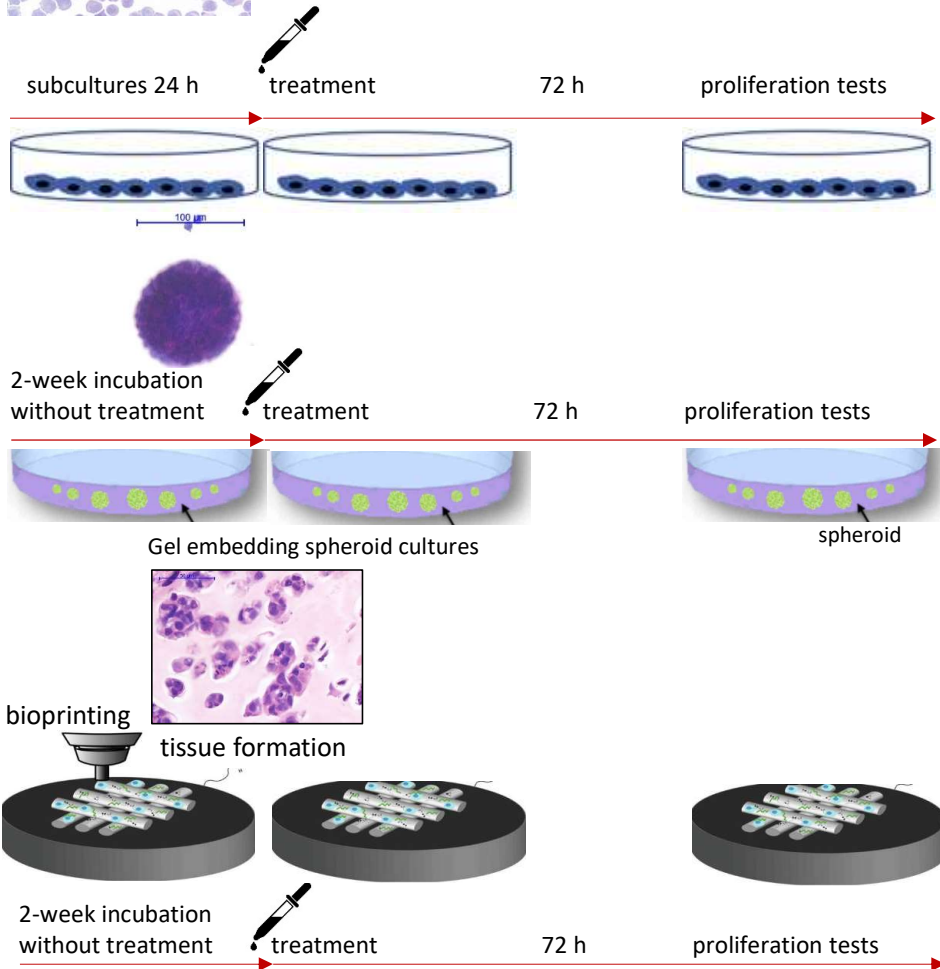 subcultures 24 h treatment 72 h proliferation tests
100 µm
2-week incubation
without treatment treatment 72 h proliferation tests
spheroid
Gel embedding spheroid cultures
bioprinting
tissue formation
2-week incubation
without treatment treatment 72 h proliferation tests